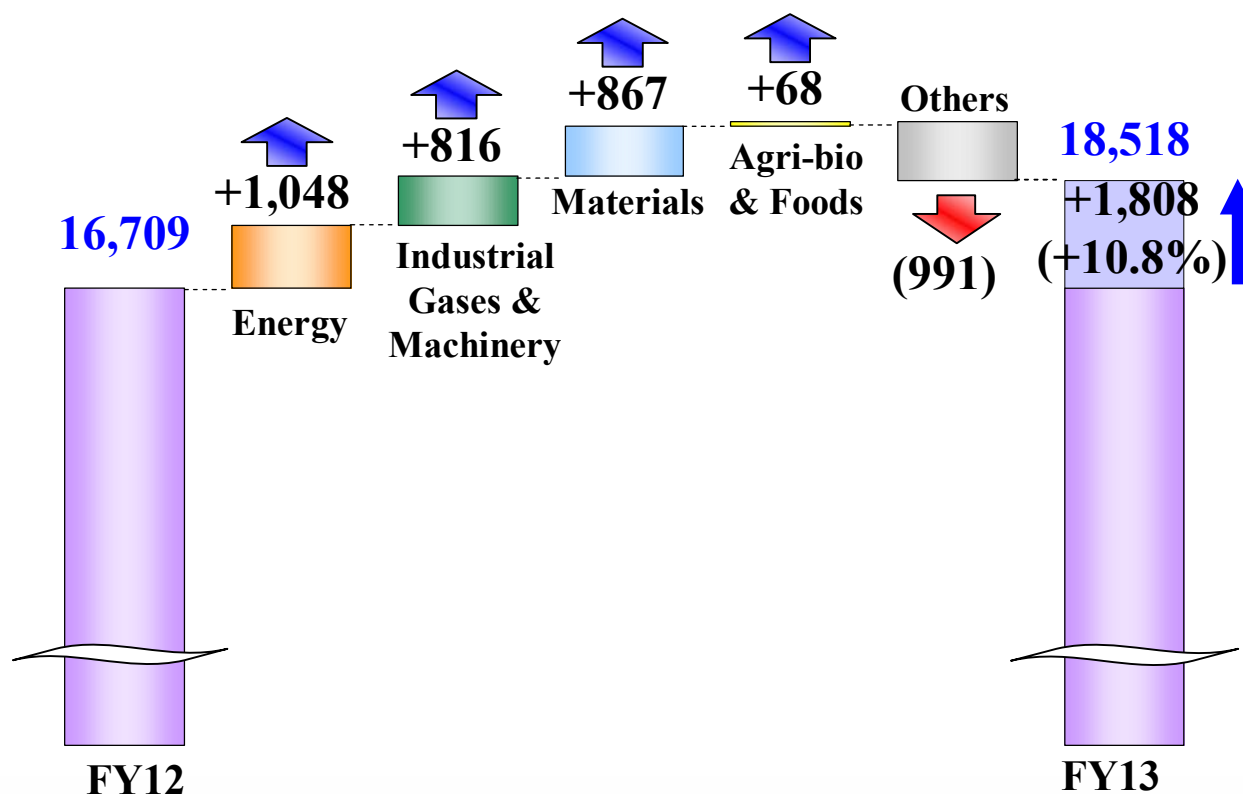 16,709
FY12
+1,048
Energy
+816
Industrial
Gases &
Machinery
+867
Materials
+68
Agri-bio
& Foods
Others
(991)
18,518
+1,808
(+10.8%)
FY13